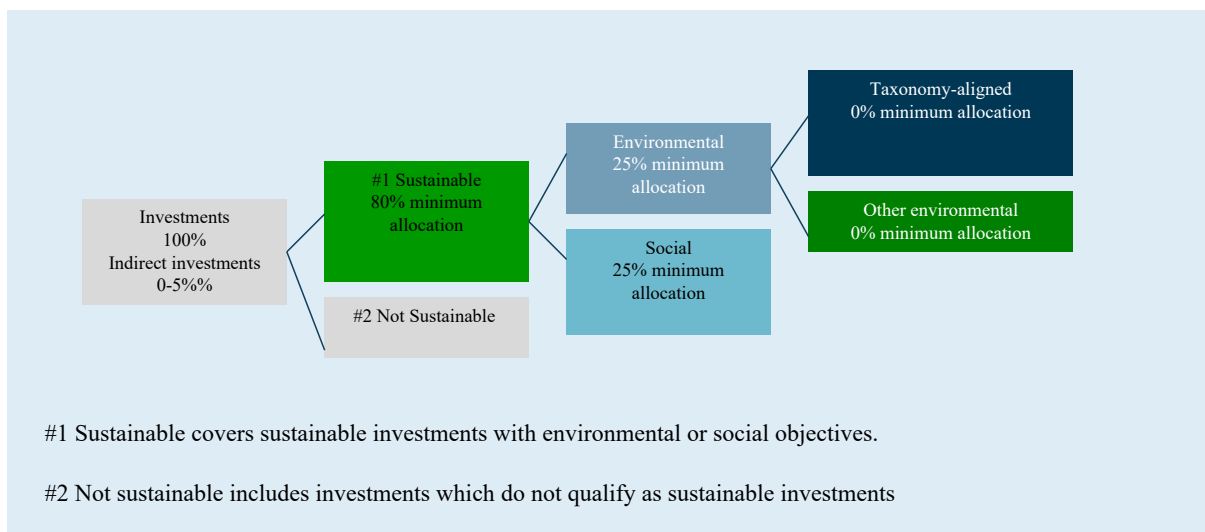 Investments
100%
Indirect investments
0-5%%
#1 Sustainable
80% minimum
allocation
#2 Not Sustainable
Environmental
25% minimum
allocation
Social
25% minimum
allocation
Taxonomy-aligned
0% minimum allocation
Other environmental
0% minimum allocation
#1 Sustainable covers sustainable investments with environmental or social objectives.
#2 Not sustainable includes investments which do not qualify as sustainable investments